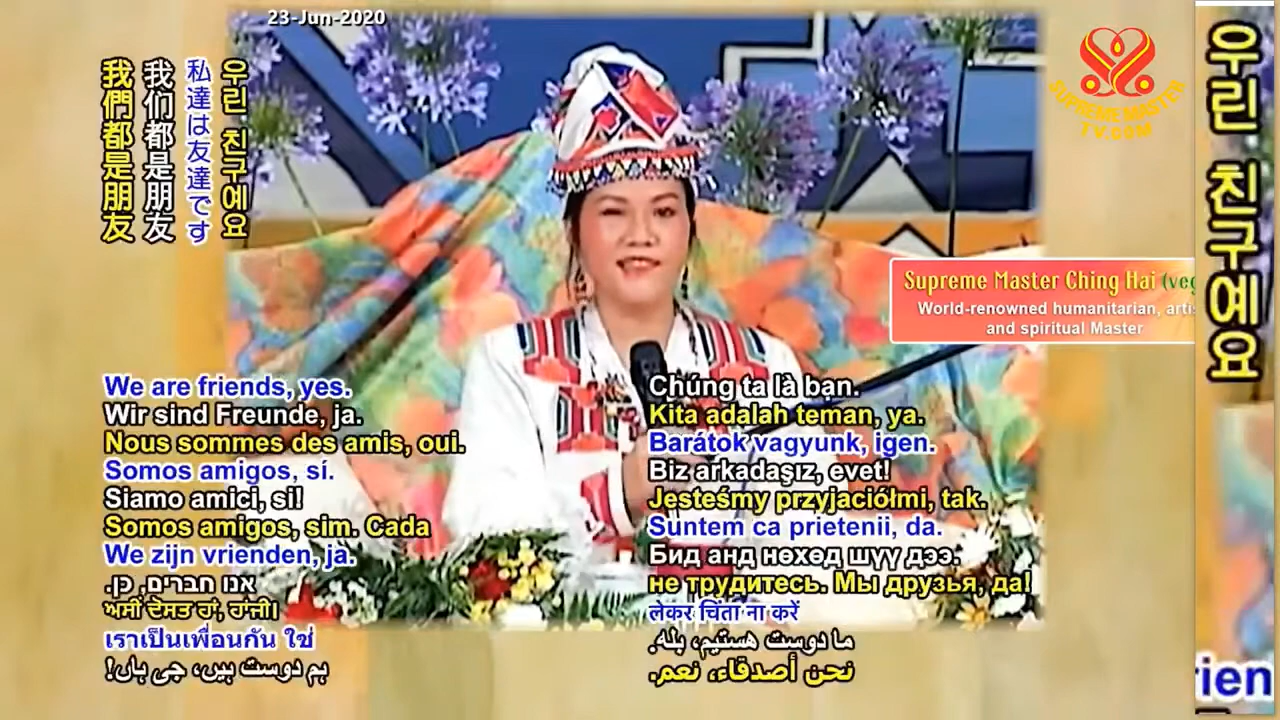 23-Jun-2020
SUPREME MASTER
TV.COM
我們都是朋友
我们都是朋友
私達は友達です
우린 친구예요
우린 친구예요
Supreme Master Ching Hai (veg
World-renowned humanitarian, artis
and spiritual Master
We are friends, yes.
Wir sind Freunde, ja.
Nous sommes des amis, oui.
Somos amigos, sí.
Siamo amici, si!
Somos amigos, sim. Cada
We zijn vrienden, ja.
אנו חברים, כן.
ਅਸੀਂ ਦੋਸਤ ਹਾਂ, ਹਾਂਜੀ।
เราเป็นเพื่อนกัน ใช่
ہم دوست ہیں، جی ہاں!
Chúng ta là bạn.
Kita adalah teman, ya.
Barátok vagyunk, igen.
Biz arkadaşız, evet!
Jesteśmy przyjaciółmi, tak.
Suntem ca prietenii, da.
Бид анд нөхөд шүү дээ.
не трудитесь. Мы друзья, да!
लेकर चिंता ना करें
ما دوست هستیم، بله.
نحن أصدقاء، نعم.
rien